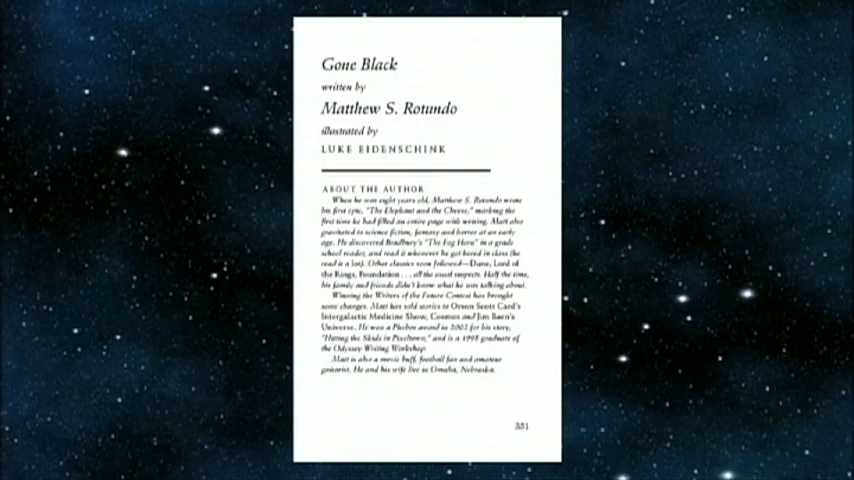 Gone Black
written by
Matthew S. Rotundo
illustrated by
LUKE EIDENSCHINK
ABOUT THE AUTHOR
When he was eight years old, Matthew S. Rotundo wrote
his first epic, "The Elephant and the Cheese," marking the
first time he had filled an entire page with writing. Matt also
gravitated to science fiction, fantasy and horror at an early
age. He discovered Bradbury's "The Fog Horn" in a grade
school reader, and read it whenever he got bored in class (he
read it a lot). Other classics soon followed—Dune, Lord of
the Rings, Foundation . . . all the usual suspects. Half the time,
his family and friends didn't know what he was talking about.
Winning the Writers of the Future Contest has brought
some changes. Matt has sold stories to Orson Scott Card's
Intergalactic Medicine Show, Cosmos and Jim Baen's
Universe. He won a Phobos award in 2002 for his story,
"Hitting the Skids in Pixeltown," and is a 1998 graduate of
the Odyssey Writing Workshop.
Matt is also a movie buff, football fan and amateur
guitarist. He and his wife live in Omaha, Nebraska.
331